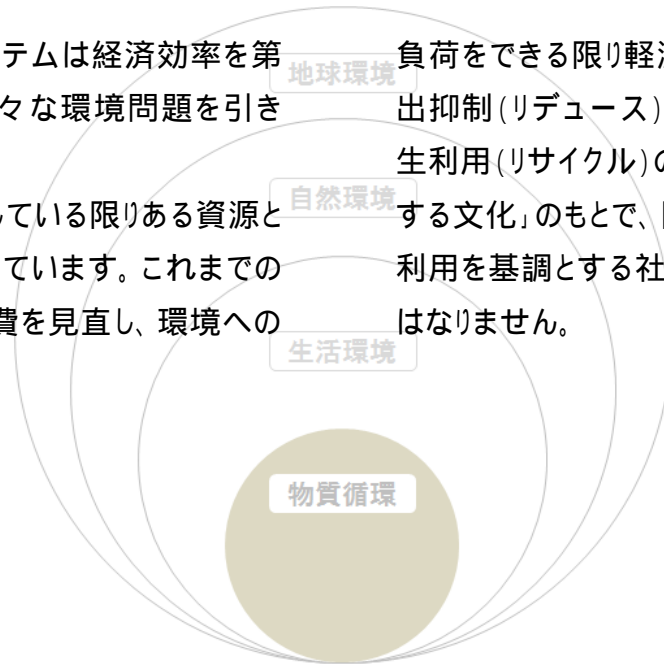 テムは経済効率を第
々な環境問題を引き
ている限りある資源と
ています。これまでの
費を見直し、環境への
負荷をできる限り軽
出抑制(リデュース)
生利用(リサイクル)の
する文化」のもとで、
利用を基調とする社
はなりません。
地球環境
自然環境
生活環境
物質循環